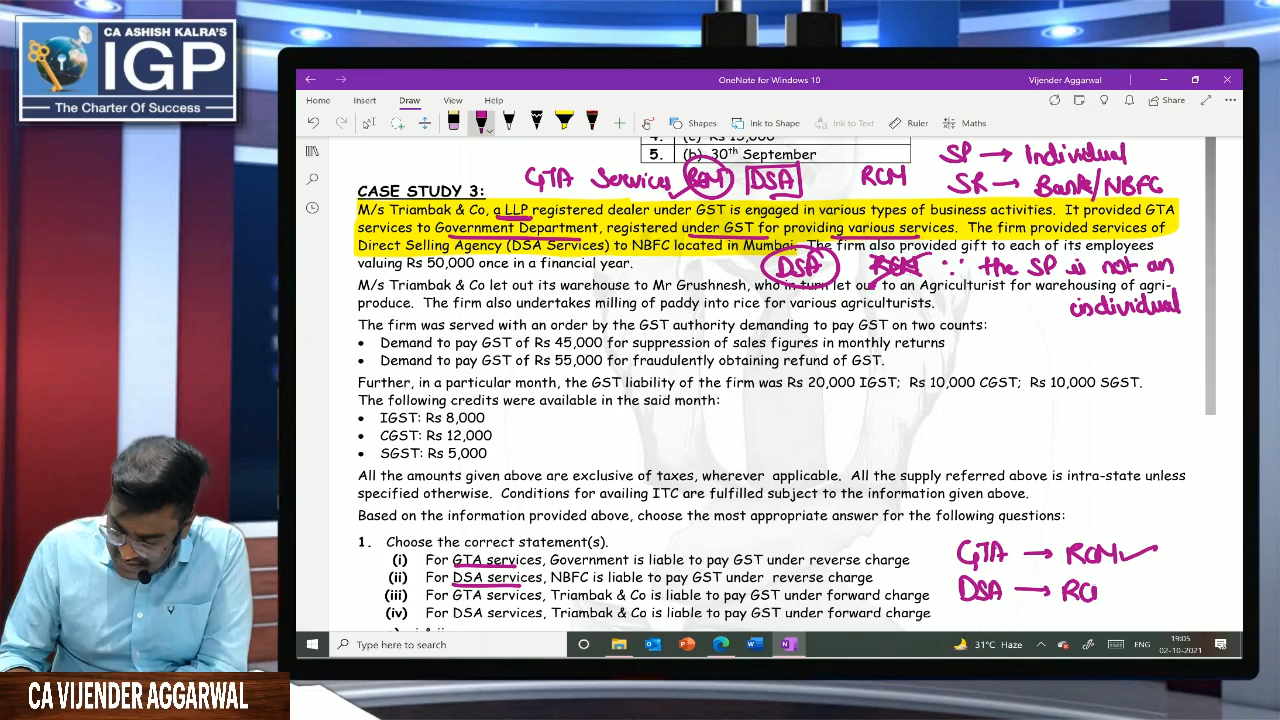 CA ASHISH KALRA'S
IGP
The Charter Of Success
OneNote for Windows 10
Vijender Aggarwal
Home Insert Draw View Help
Share
Shapes Ink to Shape Ink to Text Ruler Maths
4. (c) Rs 15,000
5. (b) 30th September
SP → Individual
GTA Services RCM DSA RCM
SR → Bank/NBFC
CASE STUDY 3:
M/s Triambak & Co, a LLP registered dealer under GST is engaged in various types of business activities. It provided GTA
services to Government Department, registered under GST for providing various services. The firm provided services of
Direct Selling Agency (DSA Services) to NBFC located in Mumbai. The firm also provided gift to each of its employees
valuing Rs 50,000 once in a financial year.
DSA ∵ the SP is not an
individual
M/s Triambak & Co let out its warehouse to Mr Grushnesh, who in turn let out to an Agriculturist for warehousing of agri-
produce. The firm also undertakes milling of paddy into rice for various agriculturists.
The firm was served with an order by the GST authority demanding to pay GST on two counts:
• Demand to pay GST of Rs 45,000 for suppression of sales figures in monthly returns
• Demand to pay GST of Rs 55,000 for fraudulently obtaining refund of GST.
Further, in a particular month, the GST liability of the firm was Rs 20,000 IGST; Rs 10,000 CGST; Rs 10,000 SGST.
The following credits were available in the said month:
• IGST: Rs 8,000
• CGST: Rs 12,000
• SGST: Rs 5,000
All the amounts given above are exclusive of taxes, wherever applicable. All the supply referred above is intra-state unless
specified otherwise. Conditions for availing ITC are fulfilled subject to the information given above.
Based on the information provided above, choose the most appropriate answer for the following questions:
1. Choose the correct statement(s).
(i) For GTA services, Government is liable to pay GST under reverse charge
(ii) For DSA services, NBFC is liable to pay GST under reverse charge
(iii) For GTA services, Triambak & Co is liable to pay GST under forward charge
(iv) For DSA services, Triambak & Co is liable to pay GST under forward charge
GTA → RCM ✓
DSA → RC
Type here to search
31°C Haze
ENG
19:05
02-10-2021
CA VIJENDER AGGARWAL